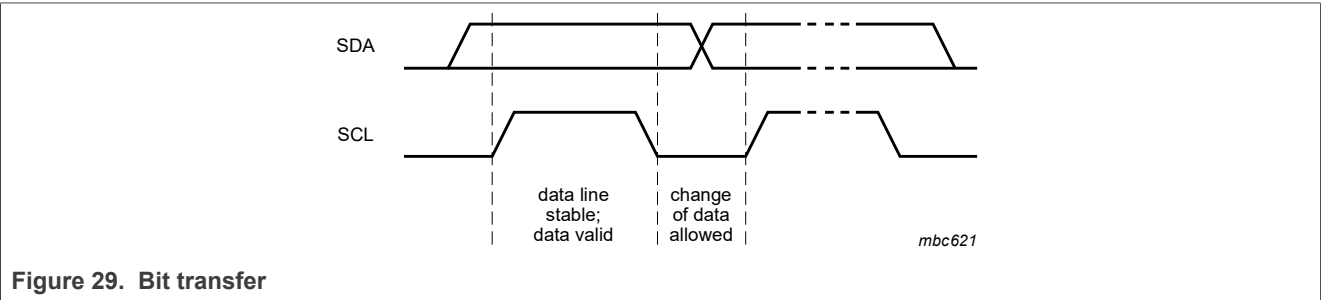 SDA
SCL
data line
stable;
data valid
change
of data
allowed
mbc621
Figure 29. Bit transfer